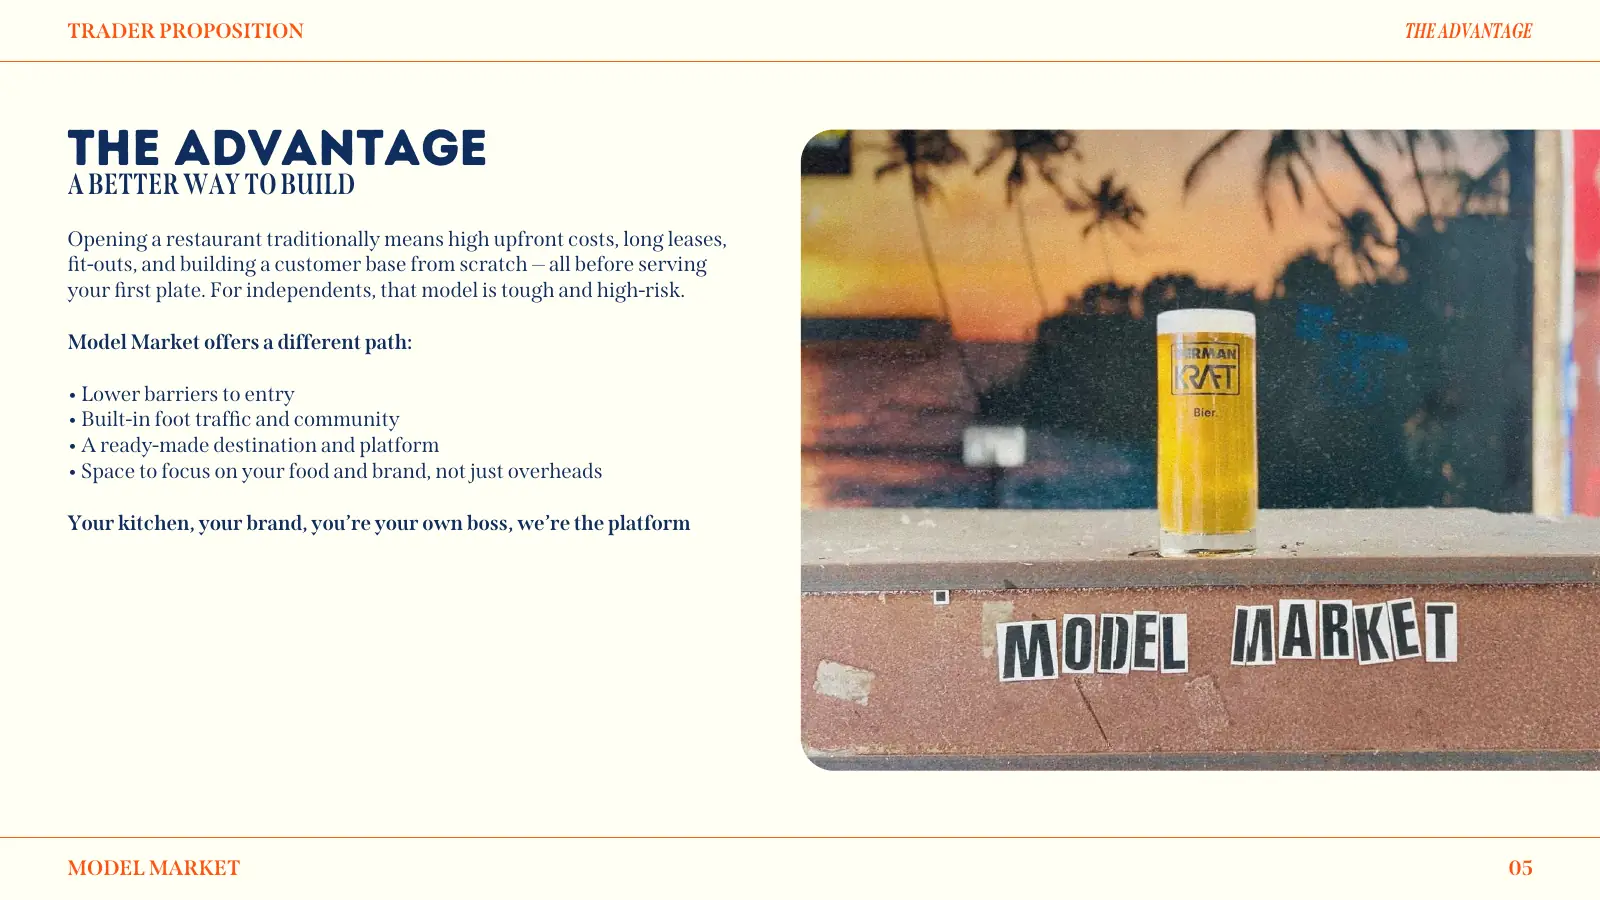 TRADER PROPOSITION
THE ADVANTAGE
THE ADVANTAGE
A BETTER WAY TO BUILD
Opening a restaurant traditionally means high upfront costs, long leases,
fit-outs, and building a customer base from scratch – all before serving
your first plate. For independents, that model is tough and high-risk.
Model Market offers a different path:
• Lower barriers to entry
• Built-in foot traffic and community
• A ready-made destination and platform
• Space to focus on your food and brand, not just overheads
Your kitchen, your brand, you’re your own boss, we’re the platform
KRAFT
Bier.
MODEL MARKET
MODEL MARKET
05